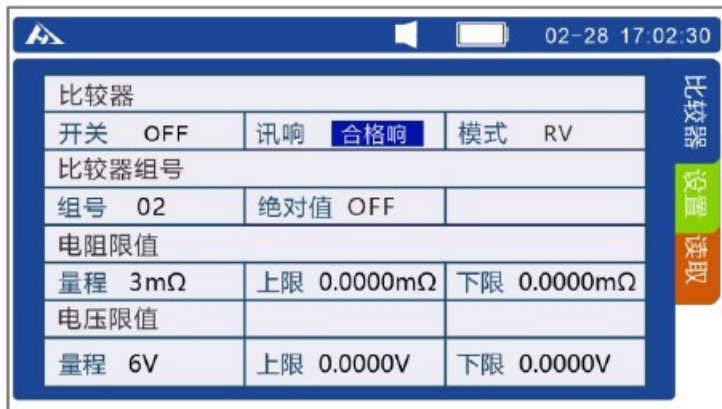 02-28 17:02:30
比较器
开关 OFF 讯响 合格响 模式 RV
比较器组号
组号 02 绝对值 OFF
电阻限值
量程 3mΩ 上限 0.0000mΩ 下限 0.0000mΩ
电压限值
量程 6V 上限 0.0000V 下限 0.0000V
比较器
设置
读取